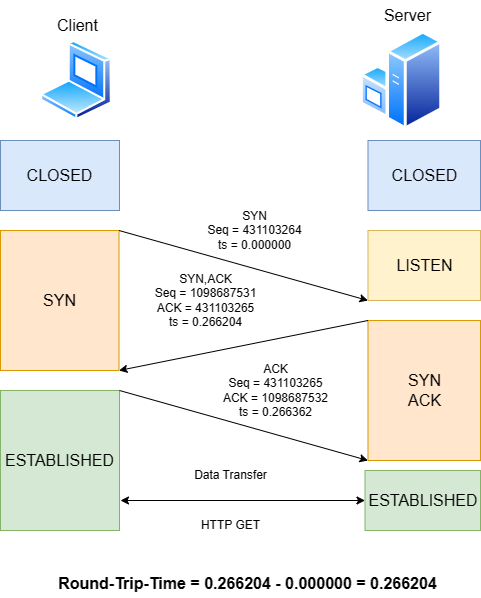 Client
Server
CLOSED
CLOSED
SYN
Seq = 431103264
ts = 0.000000
LISTEN
SYN
SYN,ACK
Seq = 1098687531
ACK = 431103265
ts = 0.266204
SYN
ACK
ACK
Seq = 431103265
ACK = 1098687532
ts = 0.266362
ESTABLISHED
Data Transfer
ESTABLISHED
HTTP GET
Round-Trip-Time = 0.266204 - 0.000000 = 0.266204